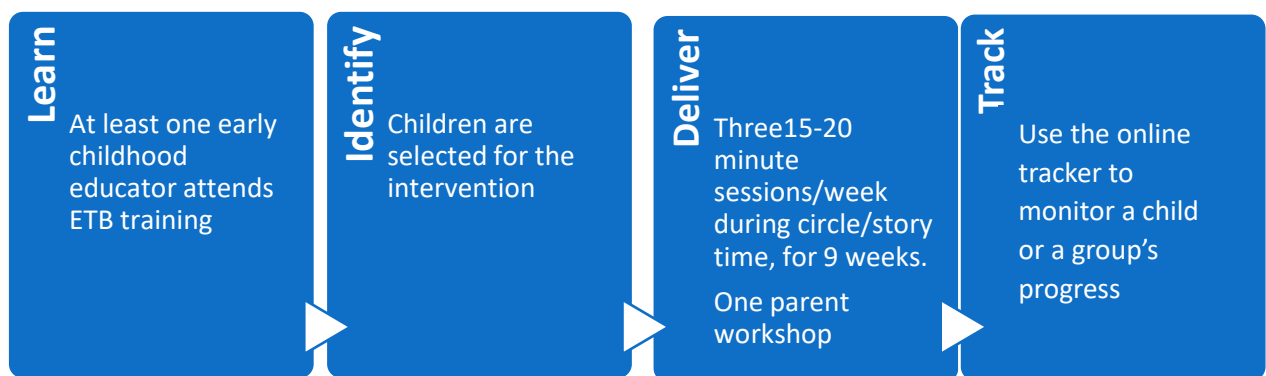 Learn
At least one early
childhood
educator attends
ETB training
Identify
Children are
selected for the
intervention
Deliver
Three15-20
minute
sessions/week
during circle/story
time, for 9 weeks.
One parent
workshop
Track
Use the online
tracker to
monitor a child
or a group’s
progress